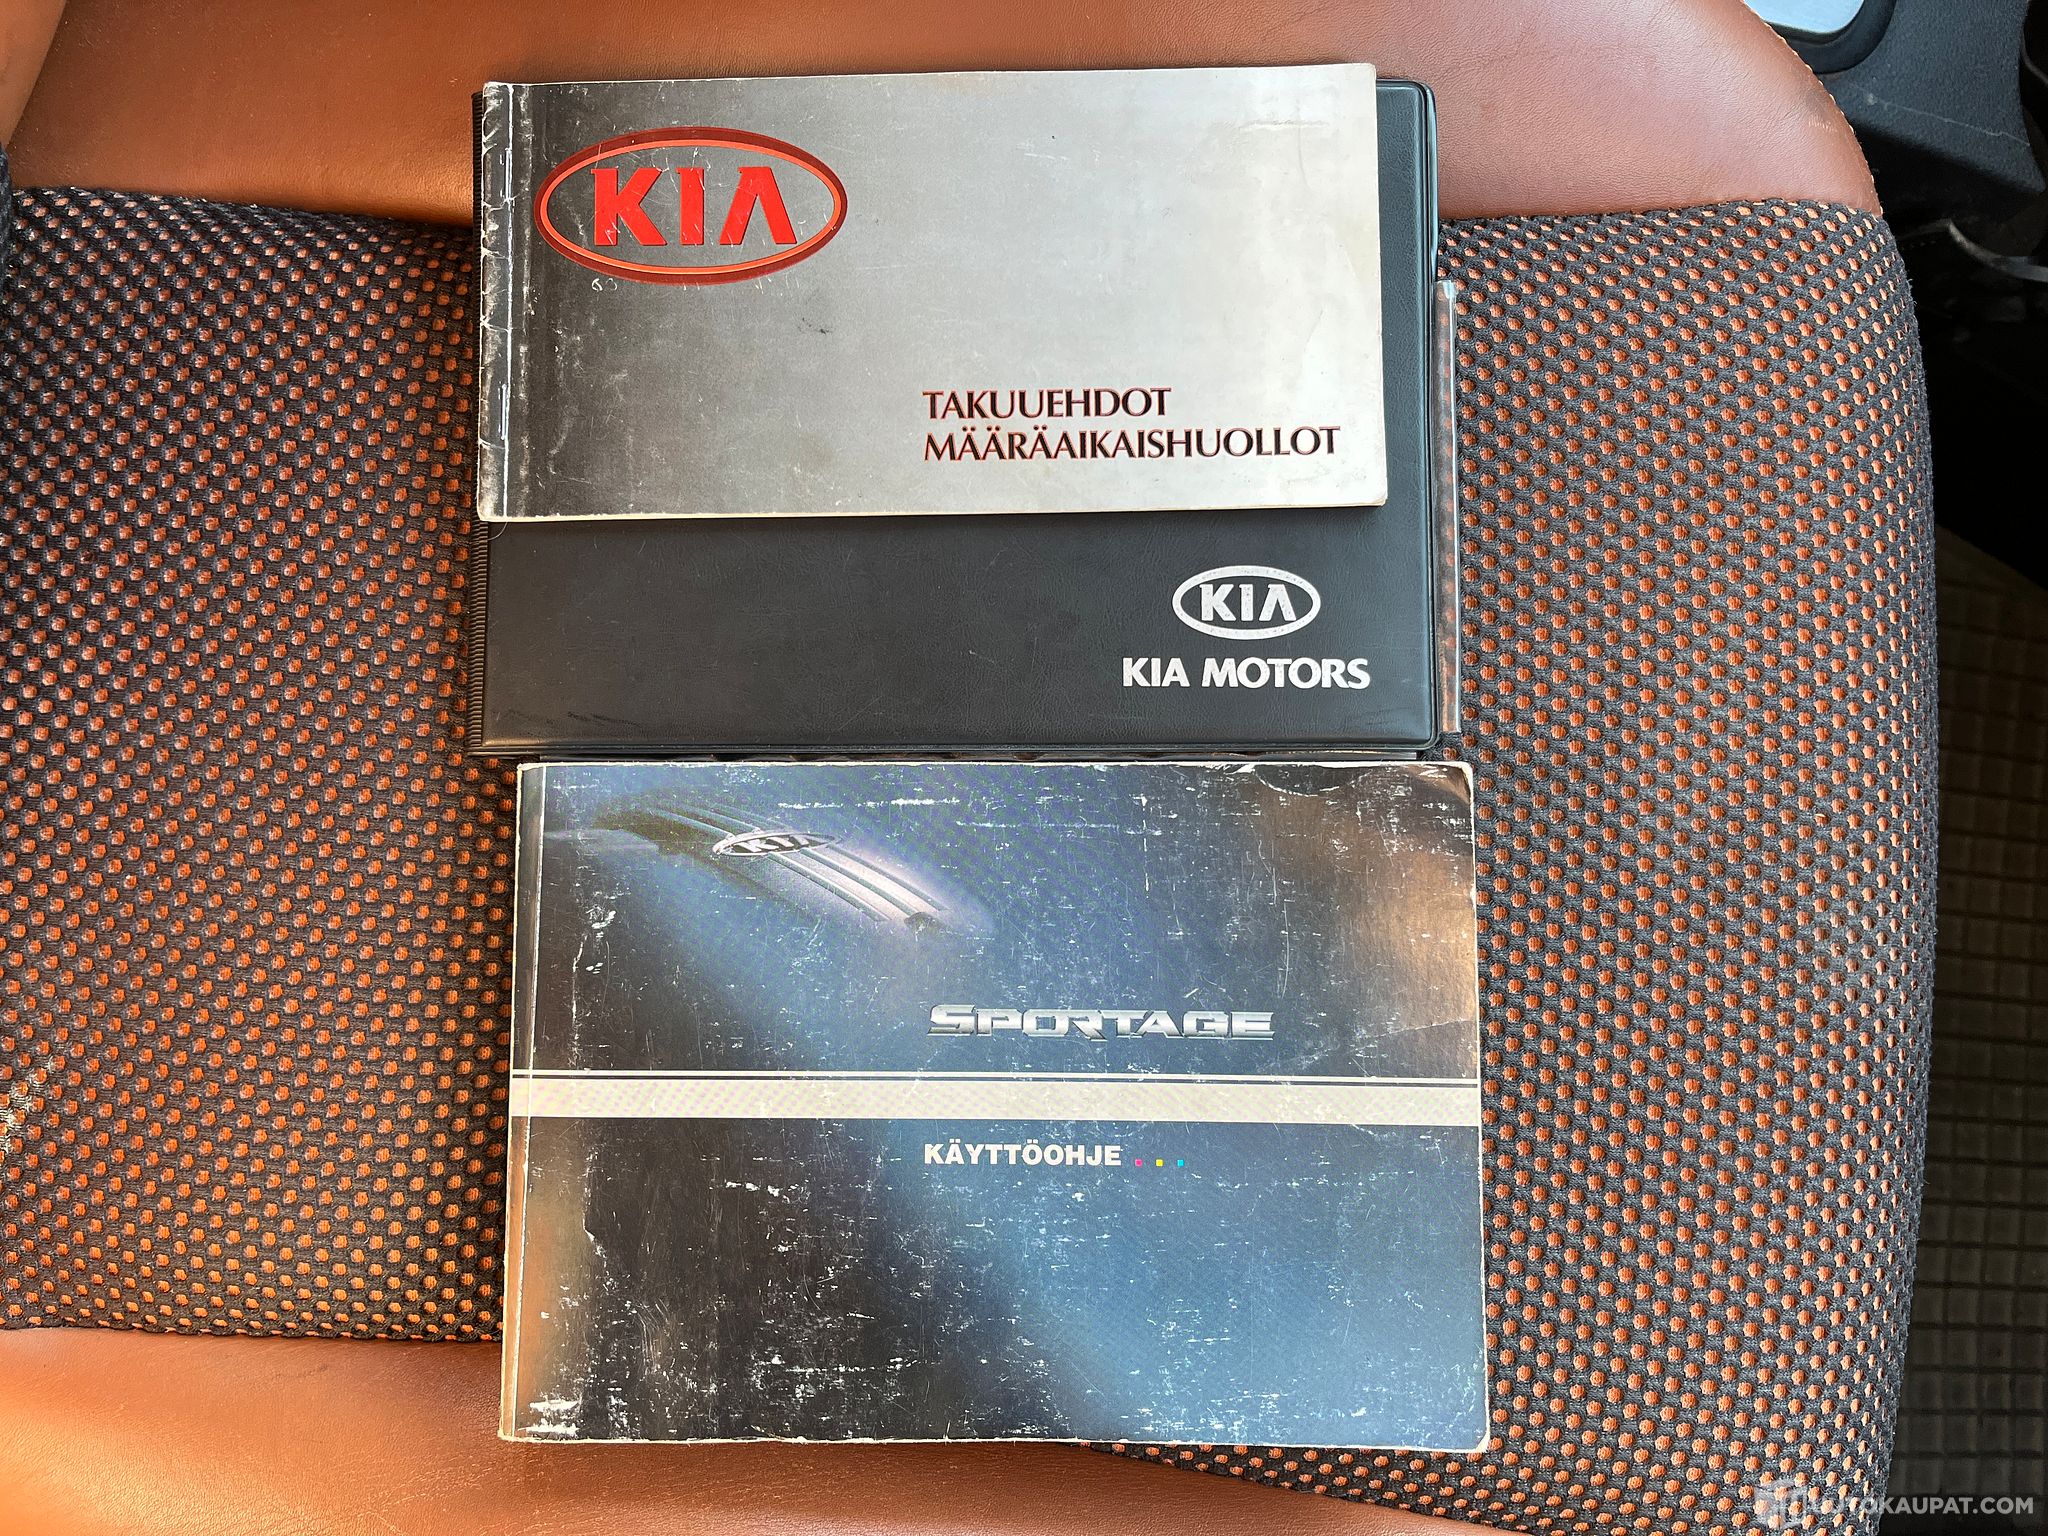 KIA
TAKUUEHDOT
MÄÄRÄAIKAISHUOLLOT
KIA
KIA MOTORS
KIA
SPORTAGE
KÄYTTÖOHJE
AUTOKAUPAT.COM